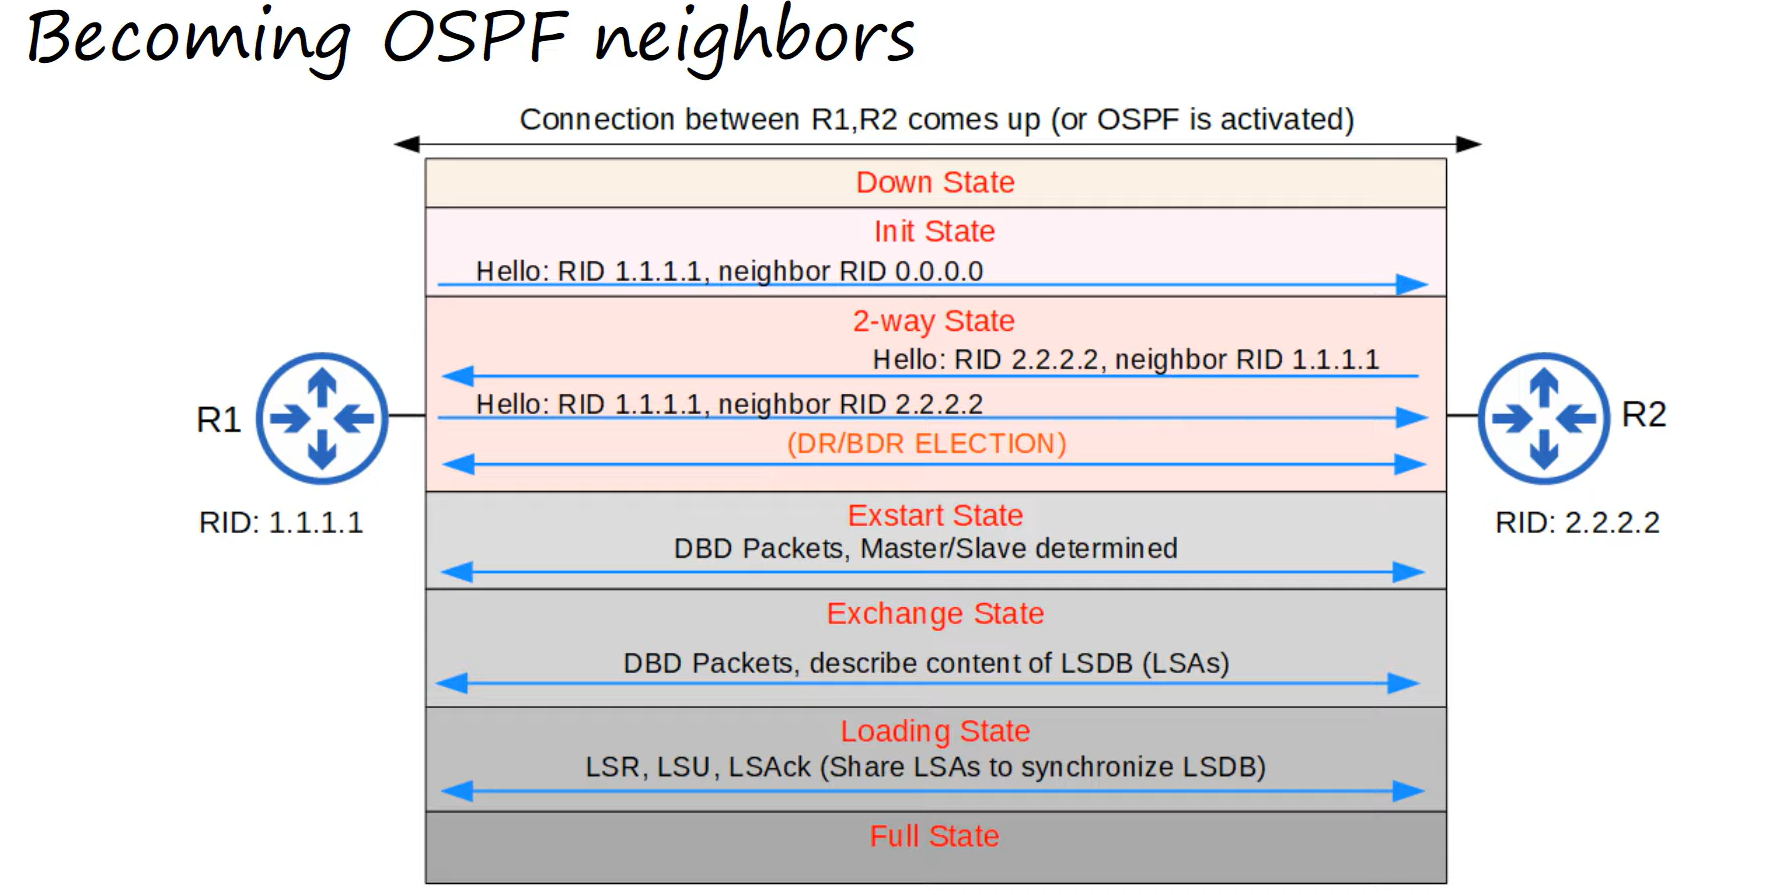 Becoming OSPF neighbors
Connection between R1,R2 comes up (or OSPF is activated)
Down State
Init State
Hello: RID 1.1.1.1, neighbor RID 0.0.0.0
2-way State
Hello: RID 2.2.2.2, neighbor RID 1.1.1.1
Hello: RID 1.1.1.1, neighbor RID 2.2.2.2
(DR/BDR ELECTION)
R1
R2
RID: 1.1.1.1
RID: 2.2.2.2
Exstart State
DBD Packets, Master/Slave determined
Exchange State
DBD Packets, describe content of LSDB (LSAs)
Loading State
LSR, LSU, LSAck (Share LSAs to synchronize LSDB)
Full State